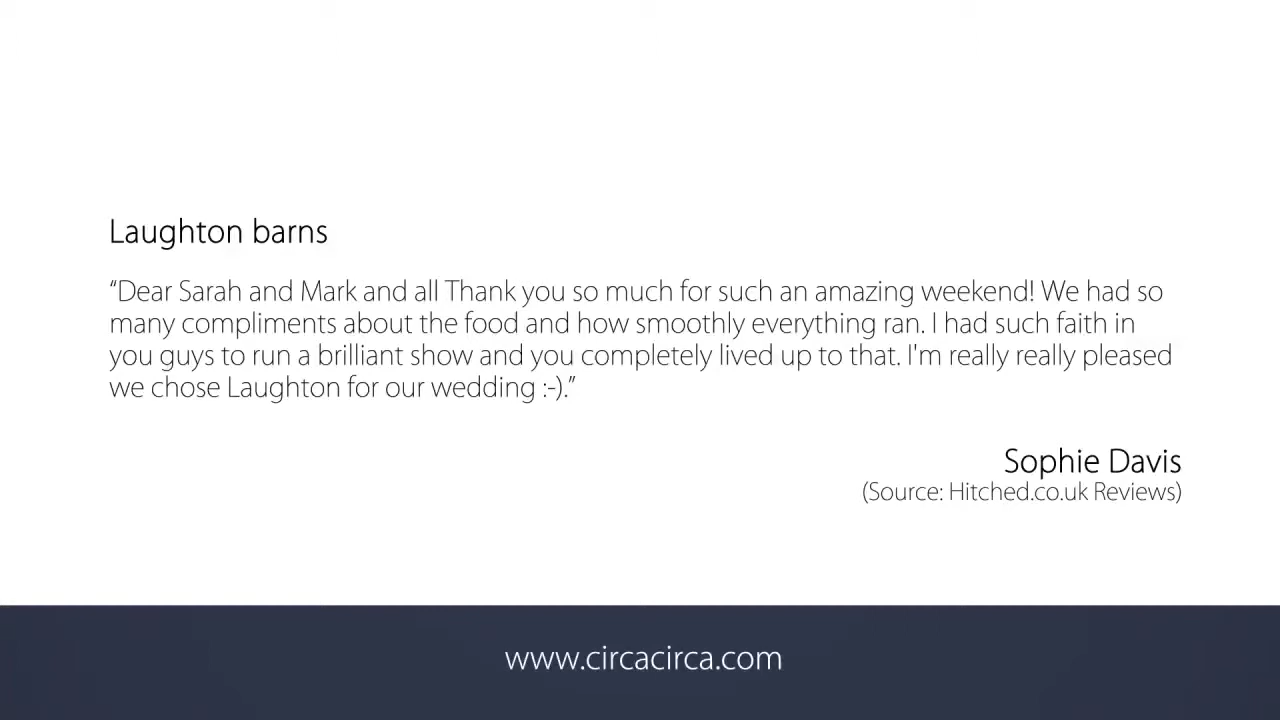 Laughton barns
“Dear Sarah and Mark and all Thank you so much for such an amazing weekend! We had so
many compliments about the food and how smoothly everything ran. I had such faith in
you guys to run a brilliant show and you completely lived up to that. I'm really really pleased
we chose Laughton for our wedding :-).”
Sophie Davis
(Source: Hitched.co.uk Reviews)
www.circacirca.com